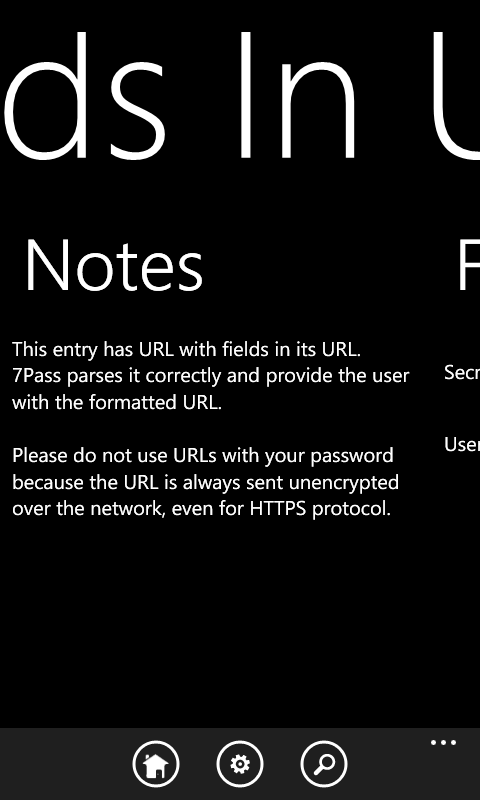 ds In U
Notes
F
This entry has URL with fields in its URL.
7Pass parses it correctly and provide the user
with the formatted URL.
Please do not use URLs with your password
because the URL is always sent unencrypted
over the network, even for HTTPS protocol.
Secr
User